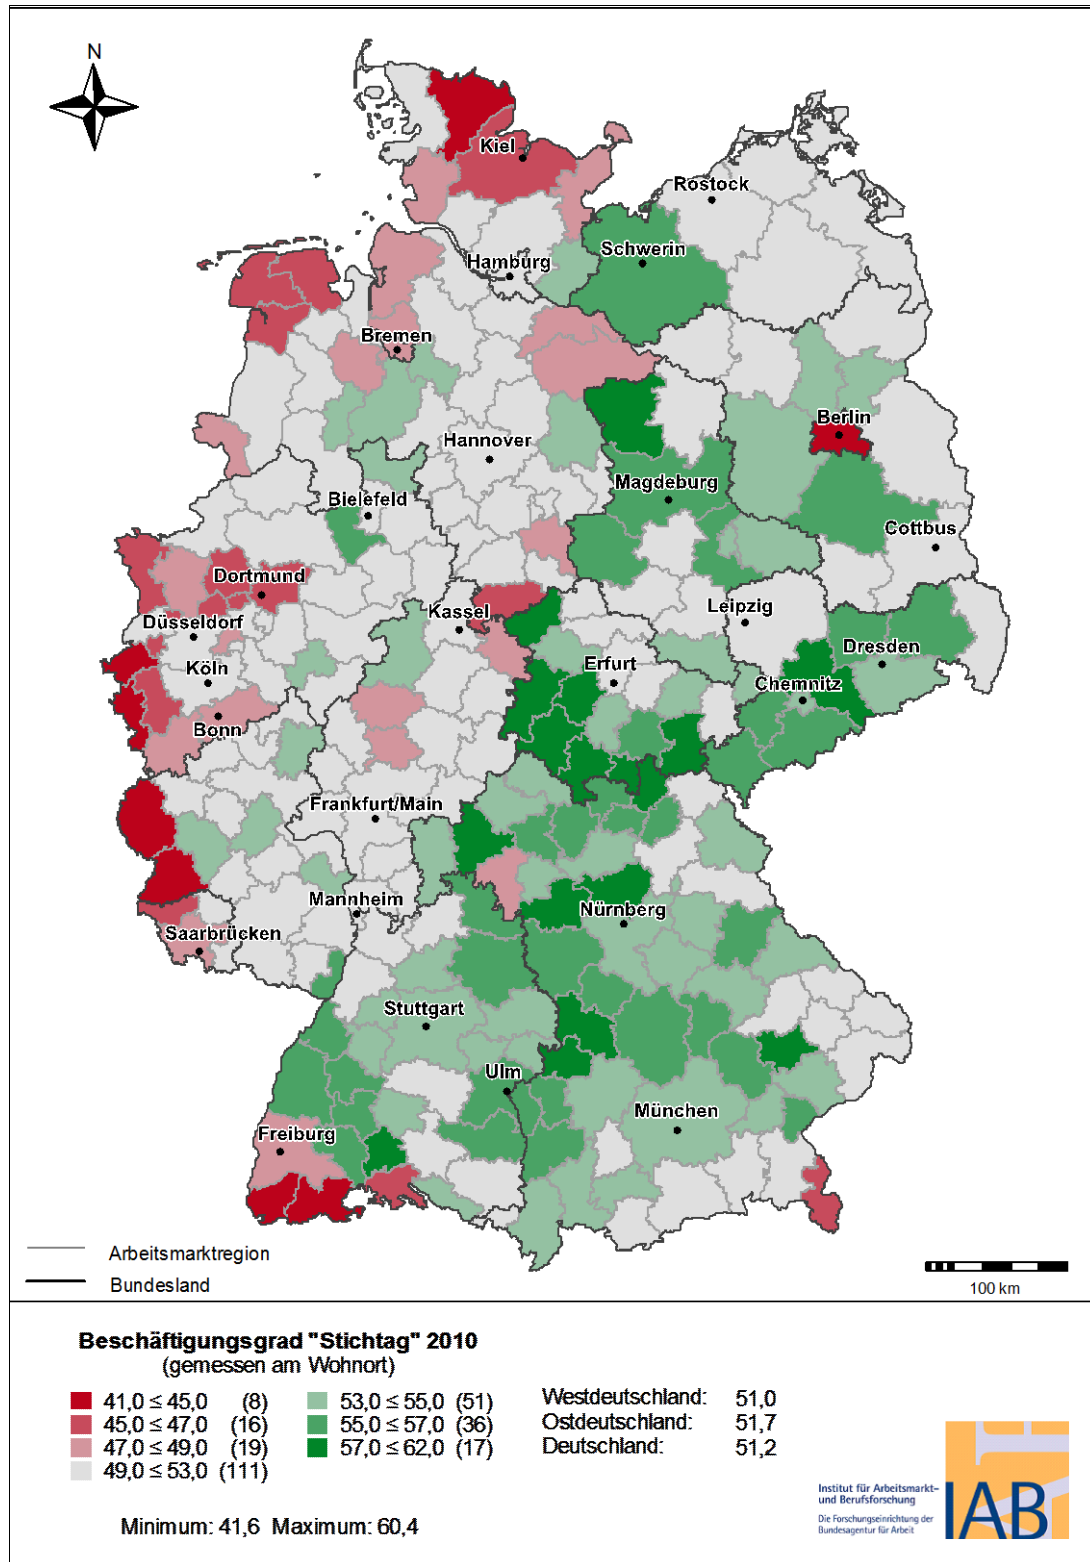 N
Kiel
Rostock
Schwerin
Hamburg
Bremen
Berlin
Hannover
Magdeburg
Bielefeld
Cottbus
Dortmund
Düsseldorf
Kassel
Leipzig
Dresden
Köln
Erfurt
Chemnitz
Bonn
Frankfurt/Main
Mannheim
Nürnberg
Saarbrücken
Stuttgart
Ulm
München
Freiburg
Arbeitsmarktregion
Bundesland
100 km
Beschäftigungsgrad "Stichtag" 2010
(gemessen am Wohnort)
41,0 ≤ 45,0 (8)
45,0 ≤ 47,0 (16)
47,0 ≤ 49,0 (19)
49,0 ≤ 53,0 (111)
53,0 ≤ 55,0 (51)
55,0 ≤ 57,0 (36)
57,0 ≤ 62,0 (17)
Westdeutschland: 51,0
Ostdeutschland: 51,7
Deutschland: 51,2
Minimum: 41,6 Maximum: 60,4
Institut für Arbeitsmarkt-
und Berufsforschung
Die Forschungseinrichtung der
Bundesagentur für Arbeit
IAB